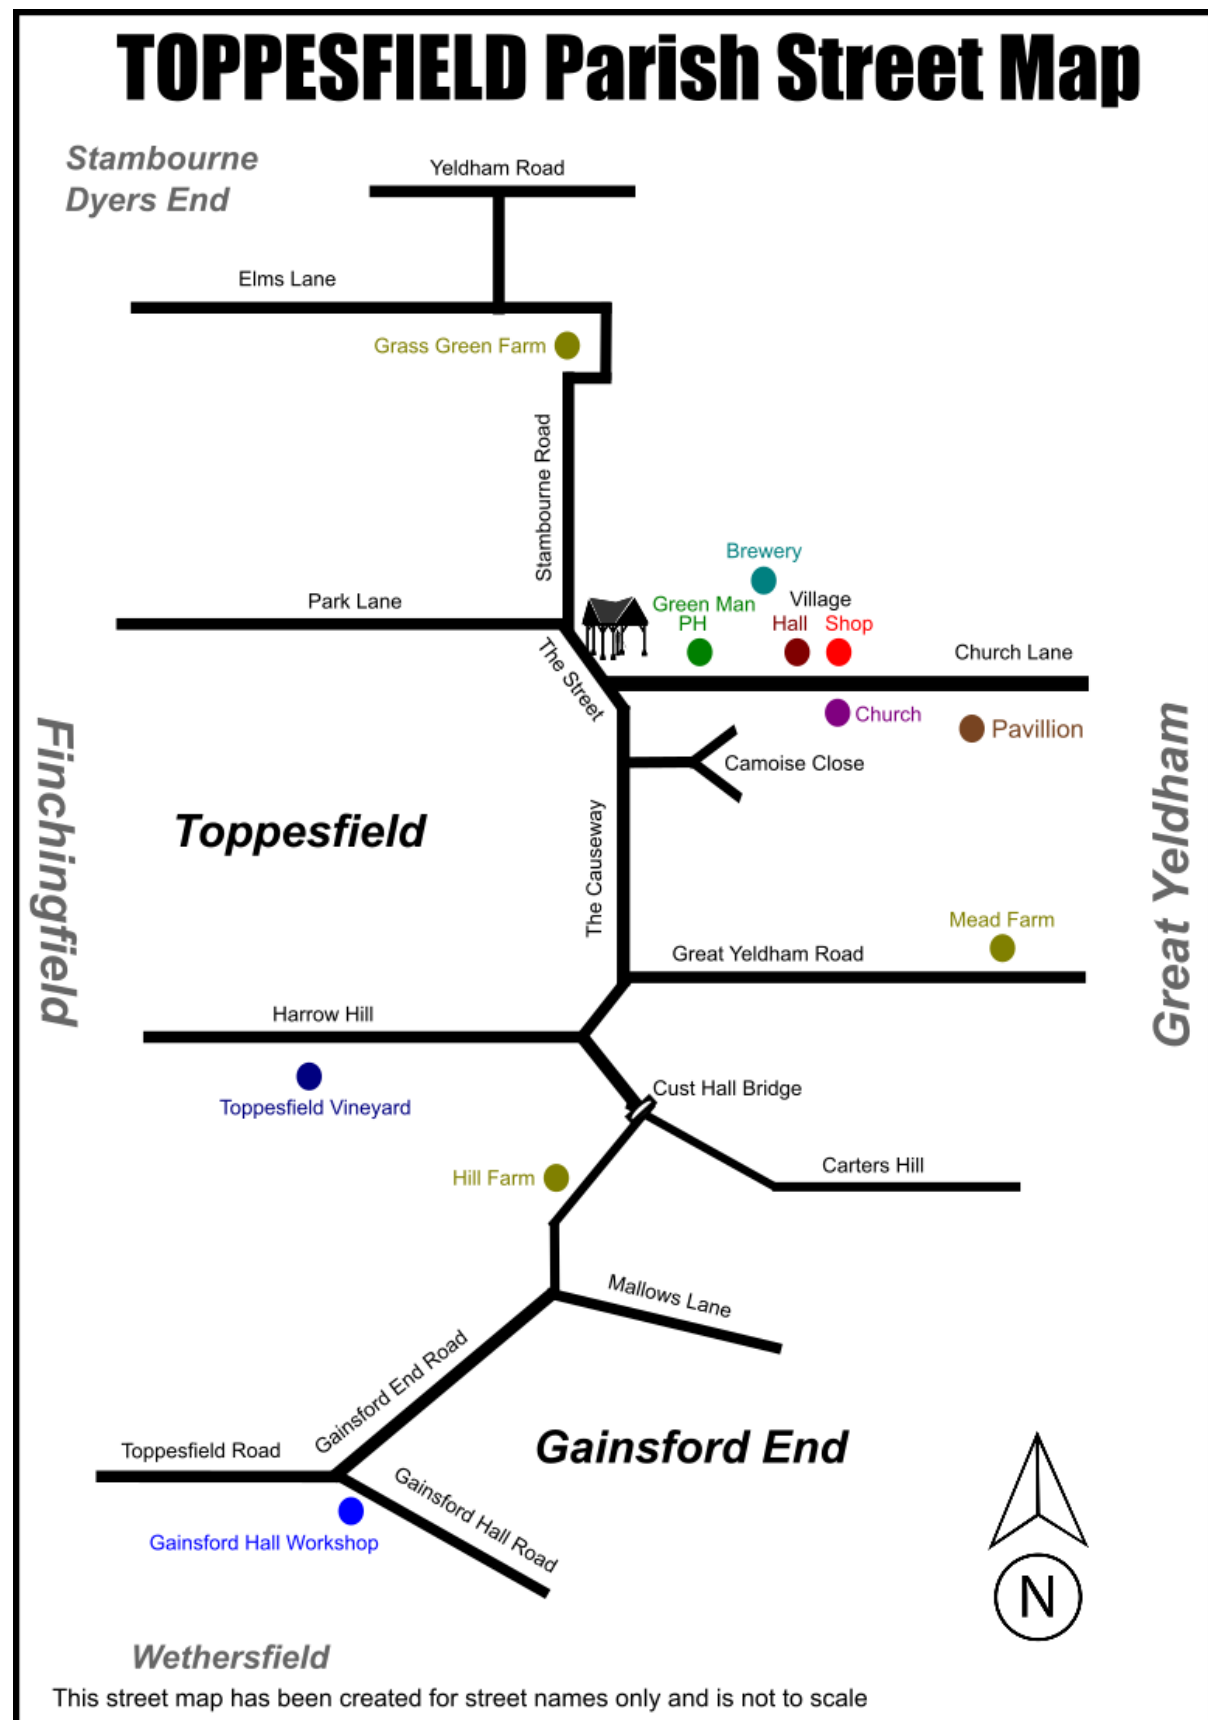 TOPPESFIELD Parish Street Map
Stambourne
Dyers End
Yeldham Road
Elms Lane
Grass Green Farm
Stambourne Road
Brewery
Park Lane
Green Man
PH
Village
Hall
Shop
The Street
Church Lane
Church
Pavillion
Camoise Close
Finchingfield
Toppesfield
The Causeway
Great Yeldham
Mead Farm
Great Yeldham Road
Harrow Hill
Toppesfield Vineyard
Cust Hall Bridge
Hill Farm
Carters Hill
Mallows Lane
Gainsford End Road
Toppesfield Road
Gainsford End
Gainsford Hall Road
Gainsford Hall Workshop
N
Wethersfield
This street map has been created for street names only and is not to scale